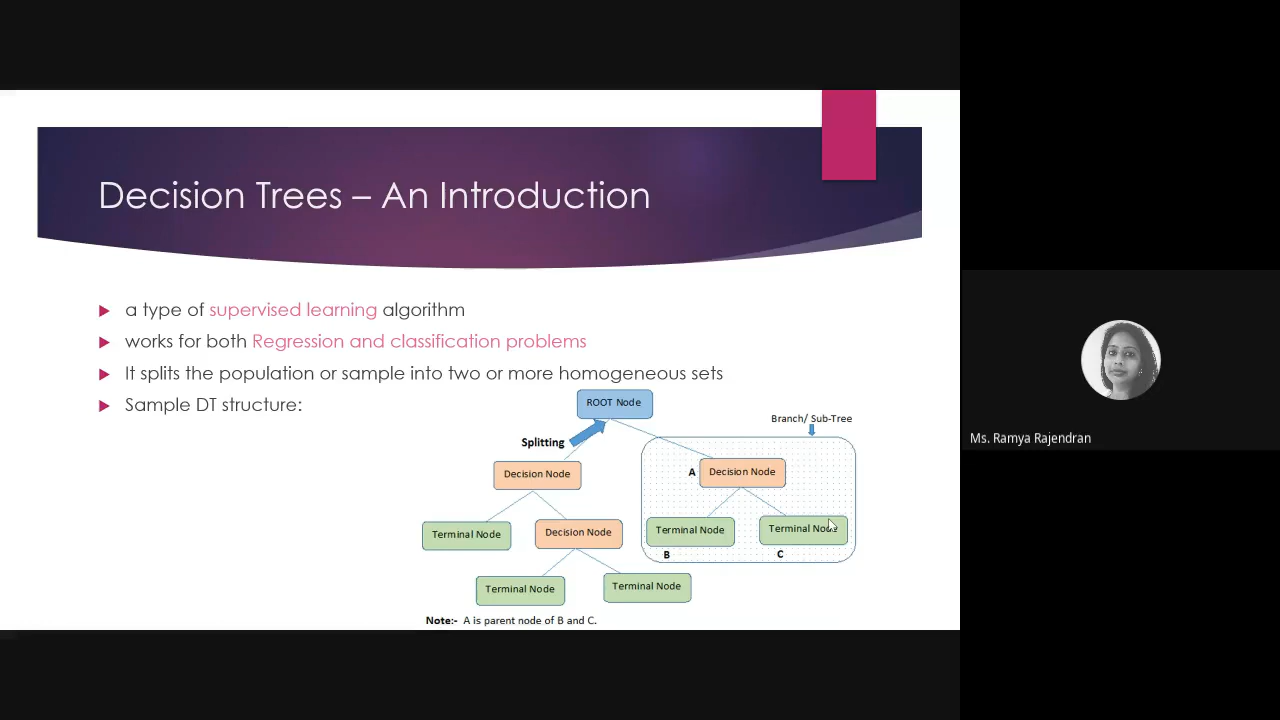 Decision Trees – An Introduction
a type of supervised learning algorithm
works for both Regression and classification problems
It splits the population or sample into two or more homogeneous sets
Sample DT structure:
ROOT Node
Branch/ Sub-Tree
Splitting
Decision Node
A
Decision Node
Terminal Node
Decision Node
Terminal Node
Terminal Node
B
C
Terminal Node
Terminal Node
Note:- A is parent node of B and C.
Ms. Ramya Rajendran